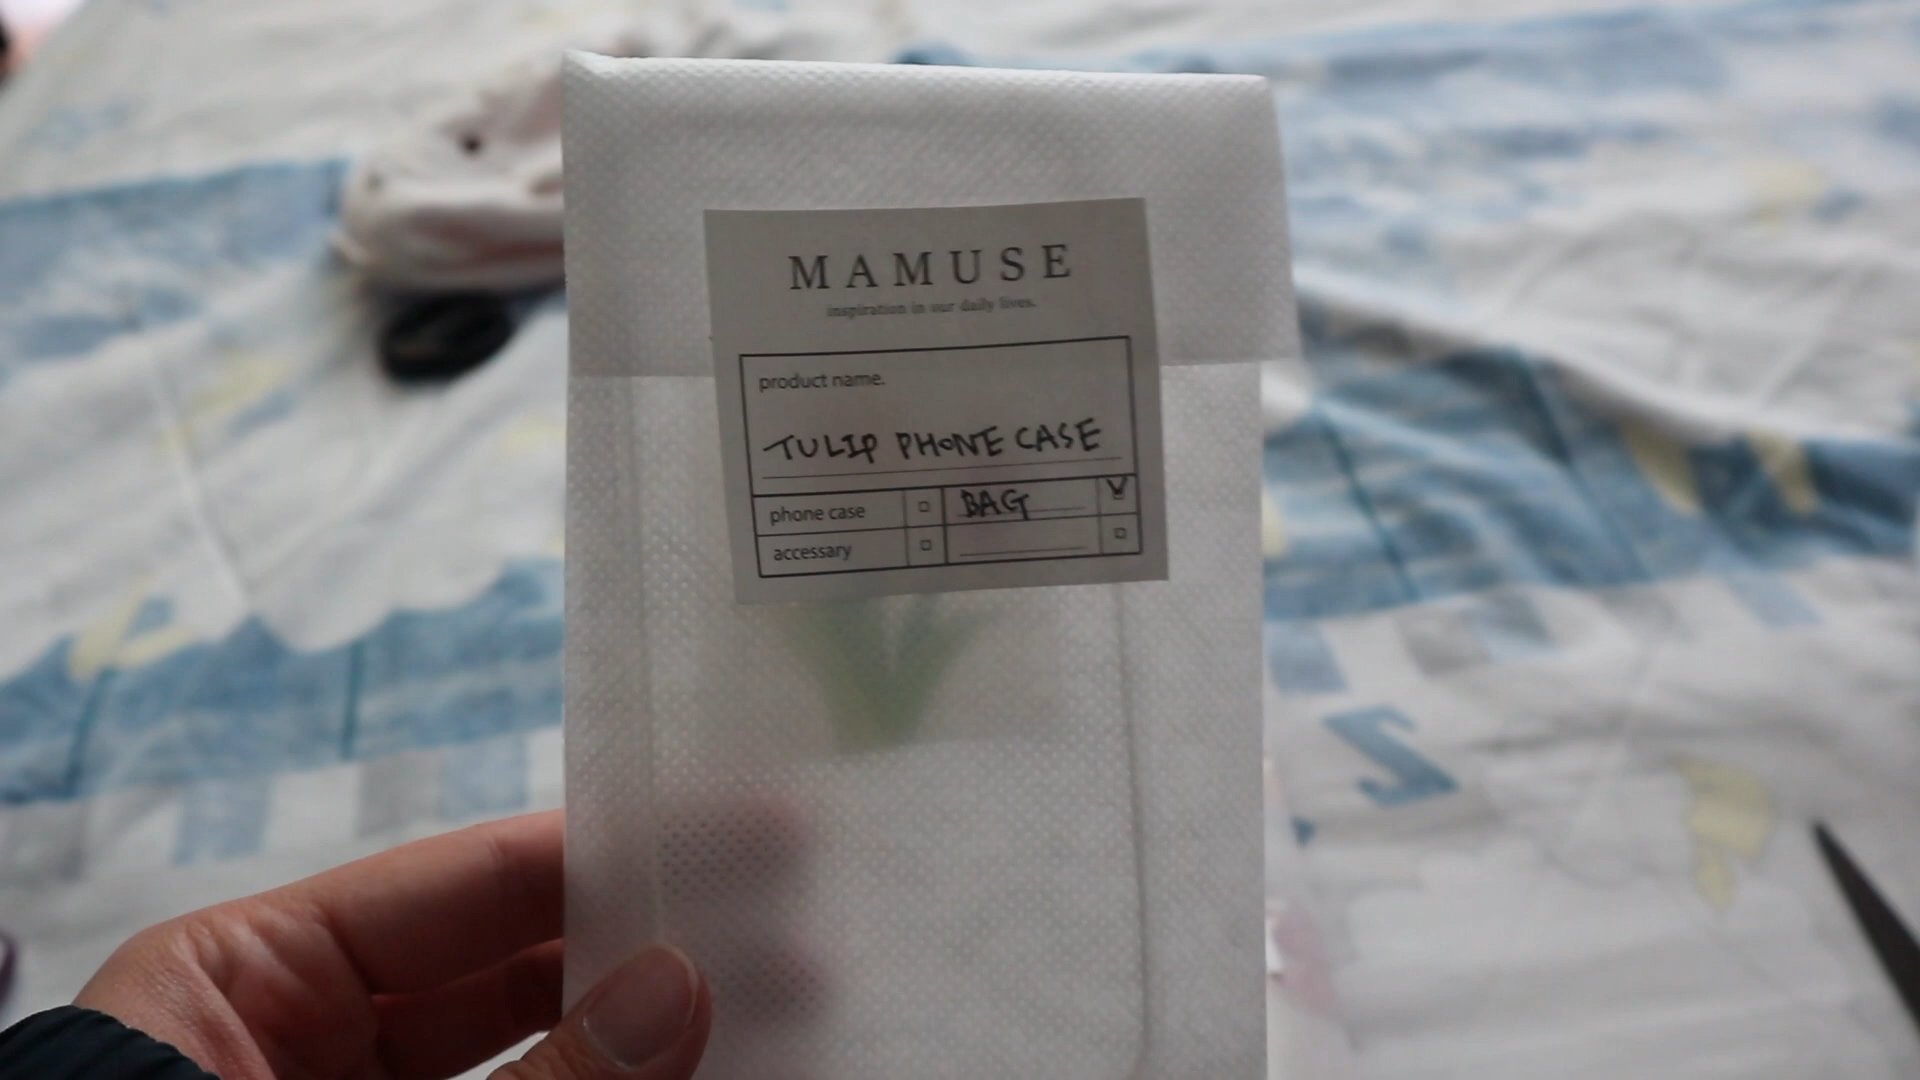 MAMUSE
inspiration in our daily lives.
product name.
TULIP PHONE CASE
phone case
BAG
accessary
S